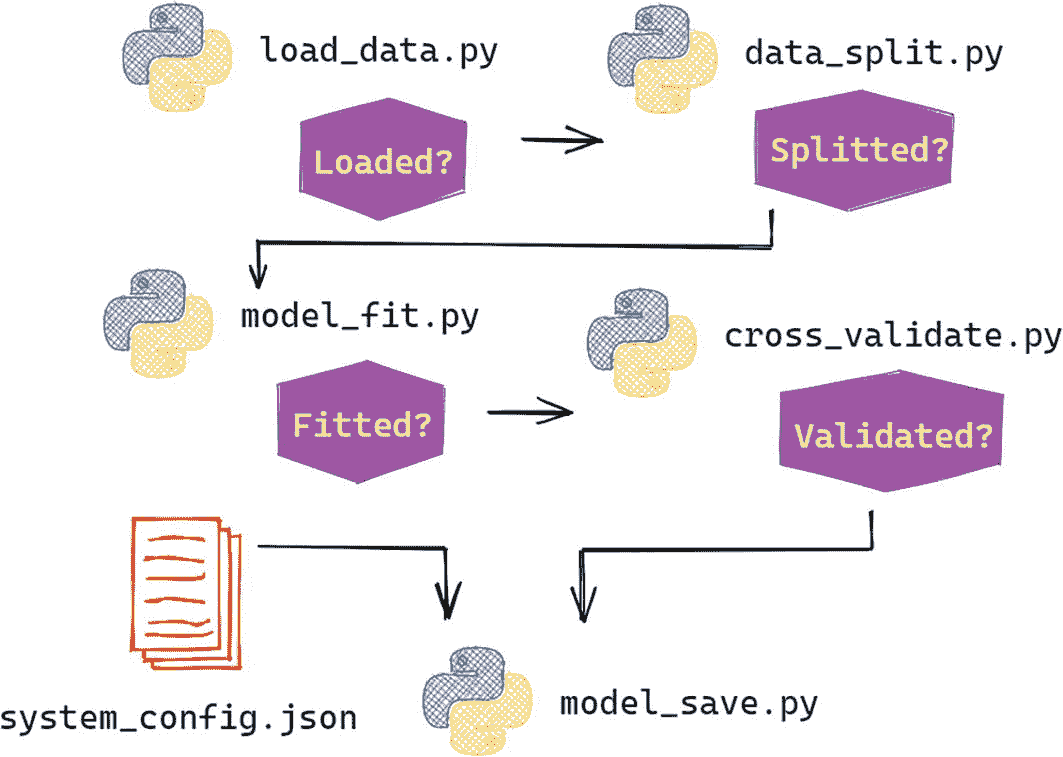 load_data.py
data_split.py
Loaded?
Splitted?
model_fit.py
cross_validate.py
Fitted?
Validated?
system_config.json
model_save.py